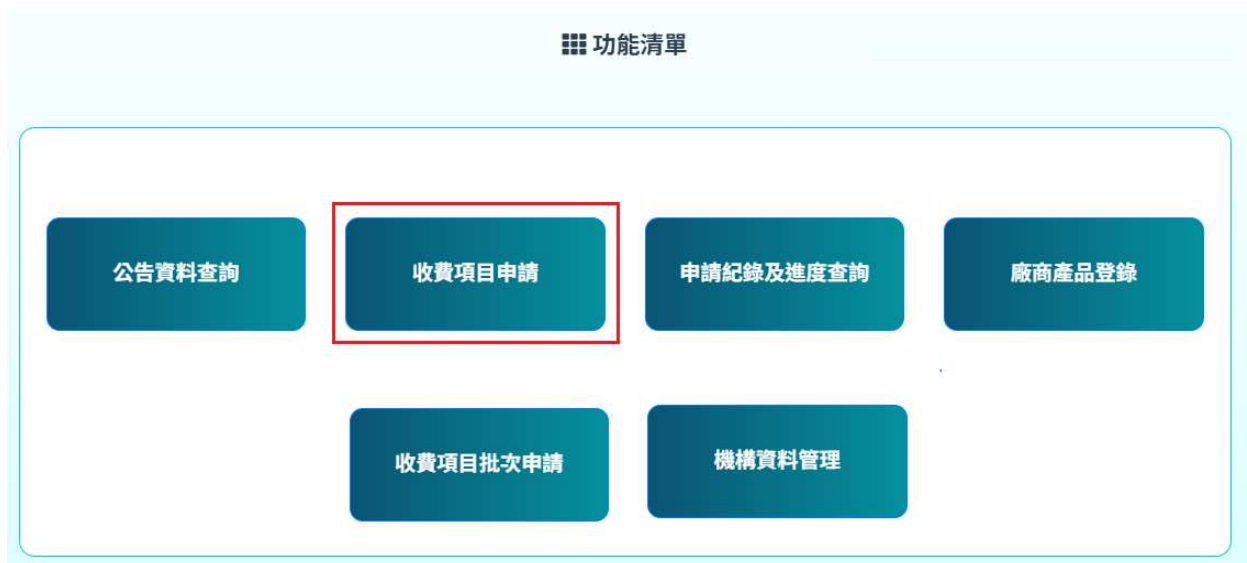 功能清單
公告資料查詢
收費項目申請
申請紀錄及進度查詢
廠商產品登錄
收費項目批次申請
機構資料管理